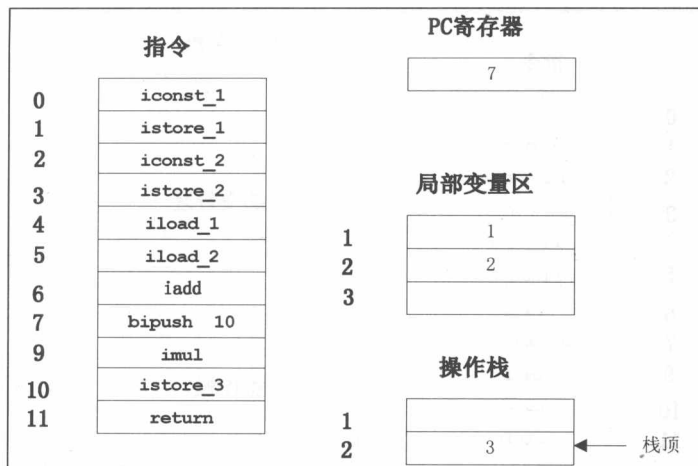 指令
0 iconst_1
1 istore_1
2 iconst_2
3 istore_2
4 iload_1
5 iload_2
6 iadd
7 bipush 10
9 imul
10 istore_3
11 return
PC寄存器
7
局部变量区
1 1
2 2
3
操作栈
1
2 3 栈顶